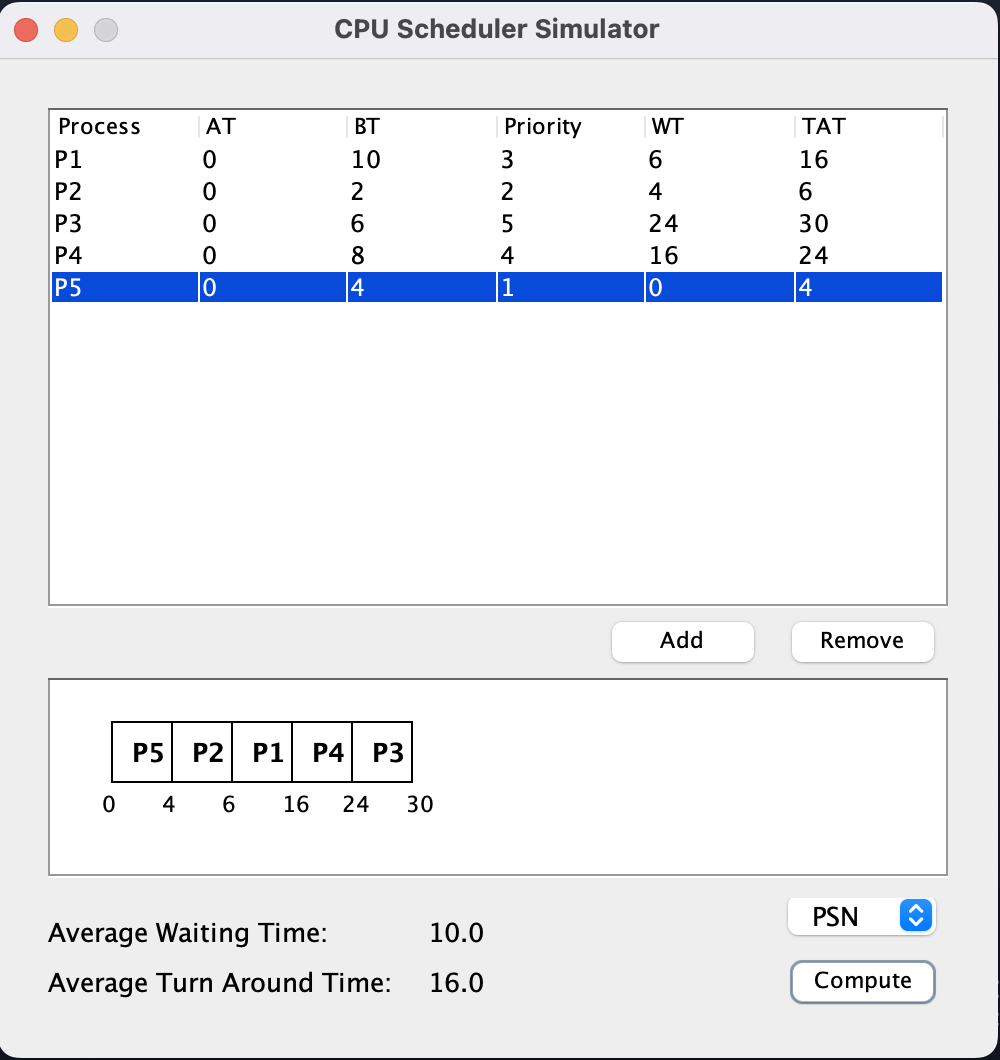 CPU Scheduler Simulator
Process AT BT Priority WT TAT
P1 0 10 3 6 16
P2 0 2 2 4 6
P3 0 6 5 24 30
P4 0 8 4 16 24
P5 0 4 1 0 4
Add Remove
P5 P2 P1 P4 P3
0 4 6 16 24 30
Average Waiting Time: 10.0 PSN
Average Turn Around Time: 16.0 Compute